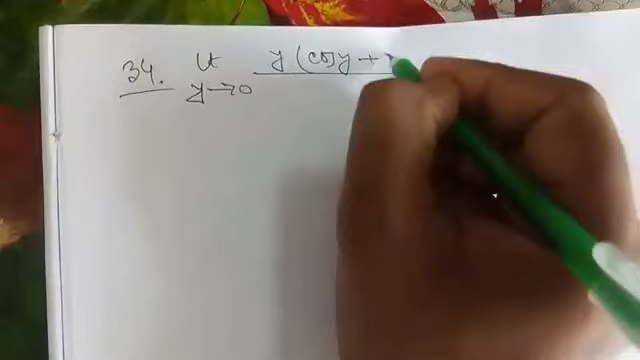 34. lt y (cosy +
y→0